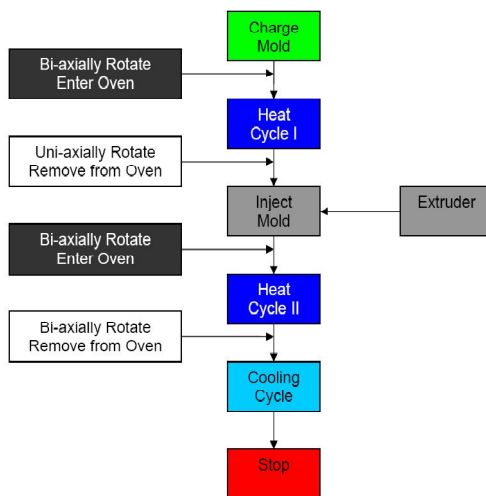 Charge
Mold
Bi-axially Rotate
Enter Oven
Heat
Cycle I
Uni-axially Rotate
Remove from Oven
Inject
Mold
Extruder
Bi-axially Rotate
Enter Oven
Heat
Cycle II
Bi-axially Rotate
Remove from Oven
Cooling
Cycle
Stop